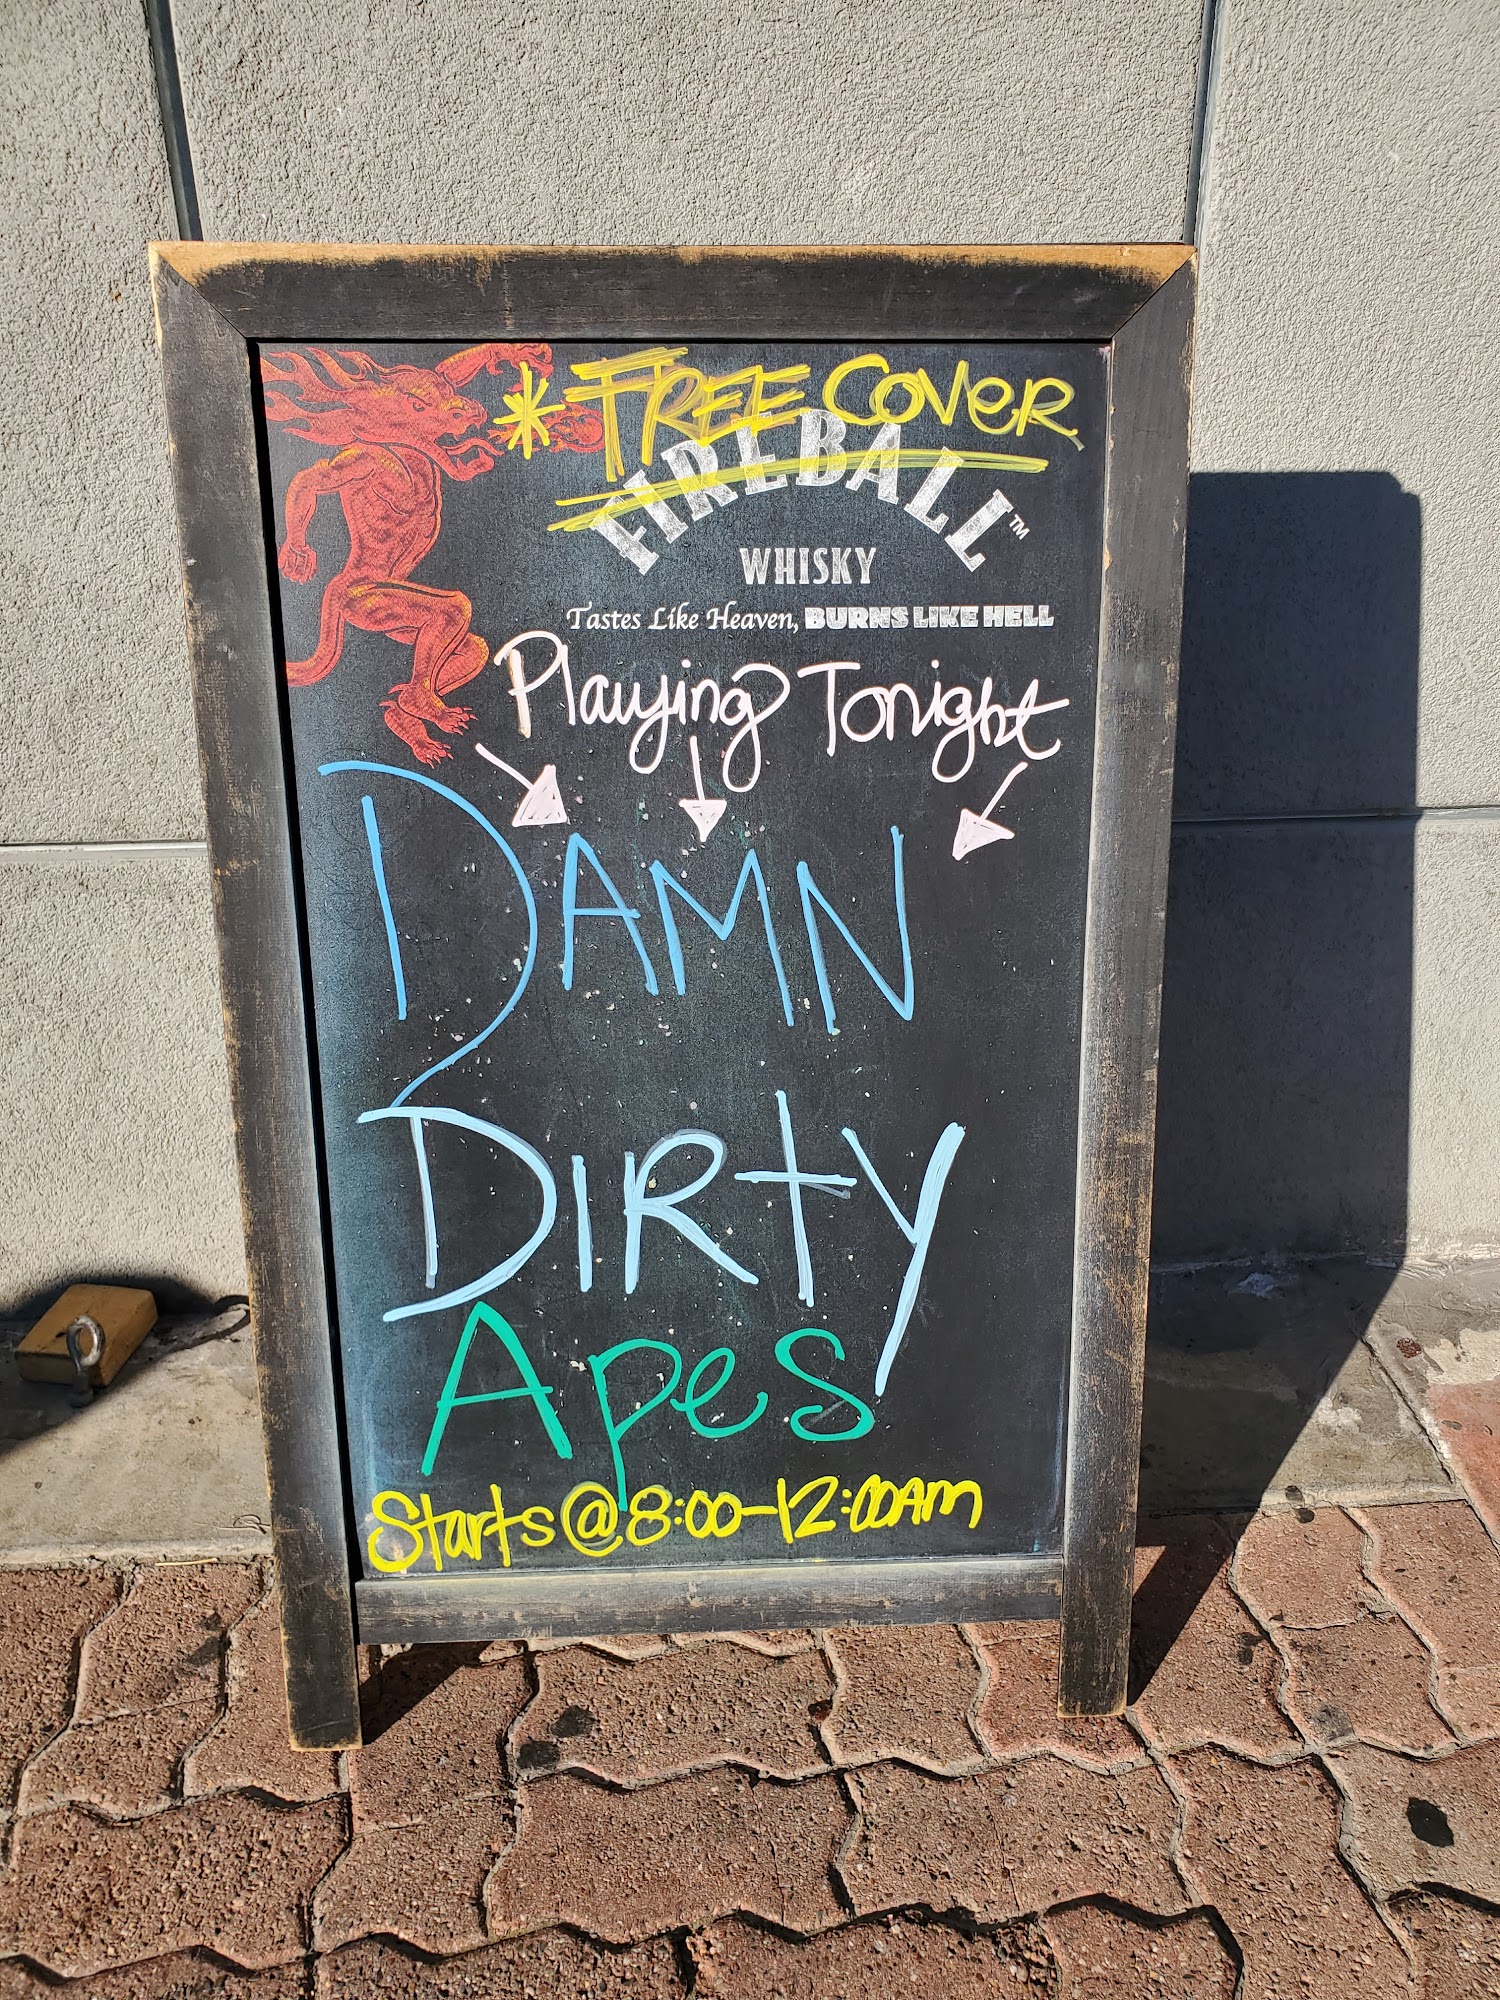 * FREE COVER
FIREBALL™
WHISKY
Tastes Like Heaven, BURNS LIKE HELL
Playing Tonight
DAMN
DIRTY
Apes
Starts @ 8:00-12:00AM